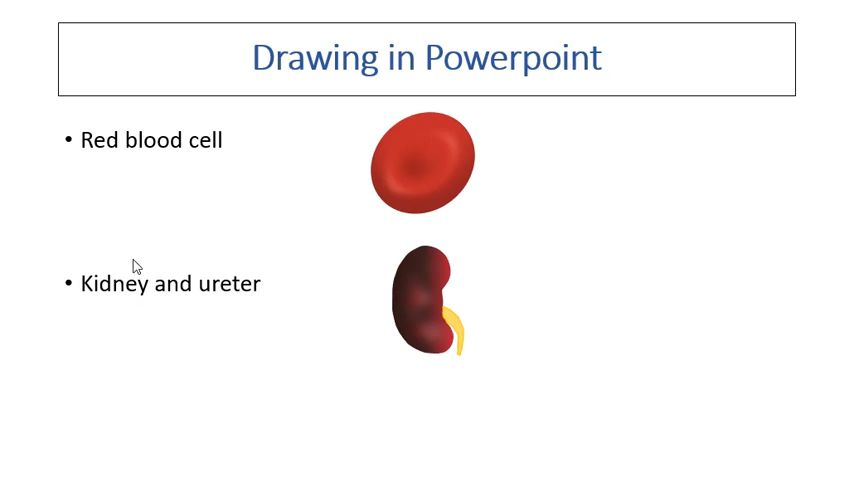 Drawing in Powerpoint
• Red blood cell
• Kidney and ureter